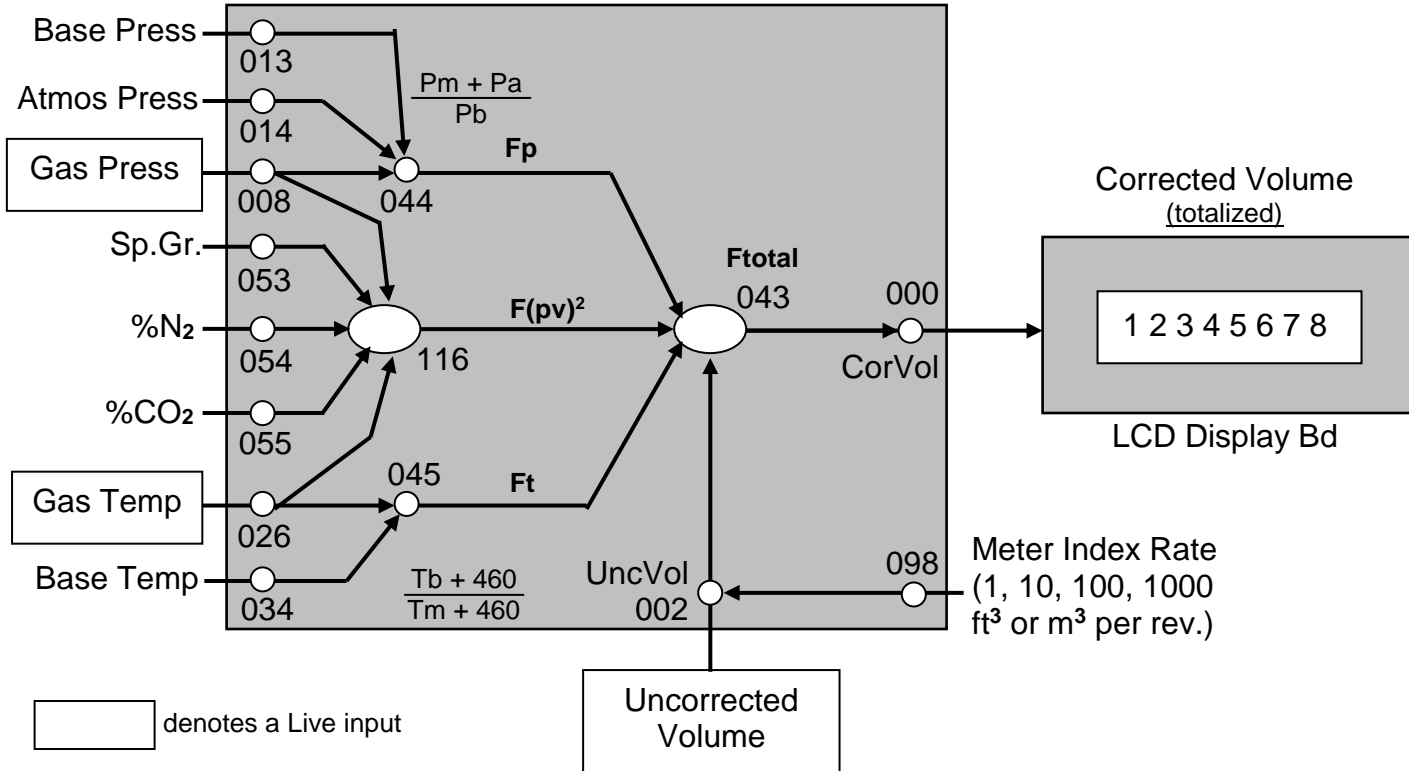 Base Press
013
Atmos Press
014
Pm + Pa
Pb
Gas Press
008
044
Fp
Sp.Gr.
053
%N₂
054
F(pv)²
116
%CO₂
055
Gas Temp
026
045
Ft
Base Temp
034
Tb + 460
Tm + 460
Ftotal
043
000
CorVol
UncVol
002
098
Meter Index Rate
(1, 10, 100, 1000
ft³ or m³ per rev.)
Uncorrected
Volume
Corrected Volume
(totalized)
1 2 3 4 5 6 7 8
LCD Display Bd
denotes a Live input